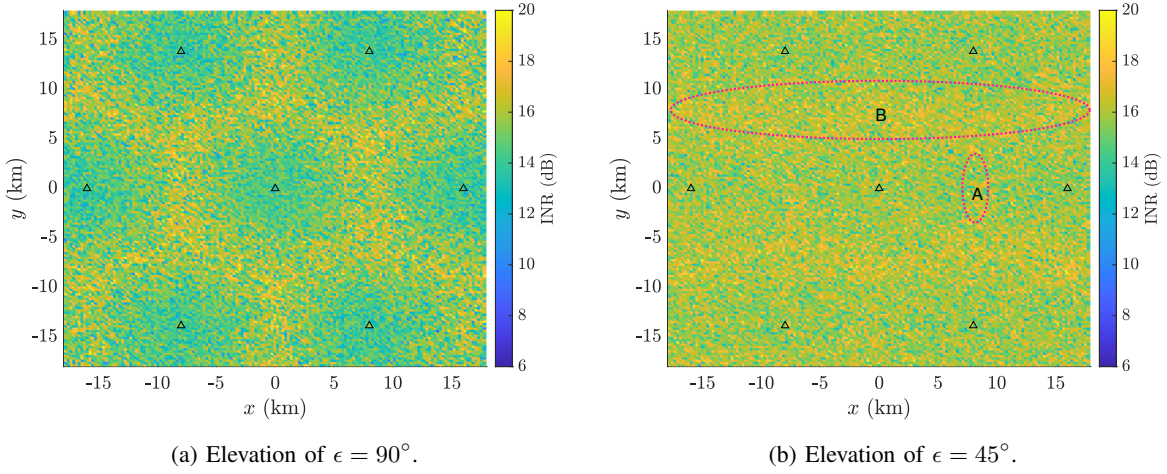 15
10
5
0
-5
-10
-15
y (km)
-15 -10 -5 0 5 10 15
x (km)
20
18
16
14
12
10
8
6
INR (dB)
(a) Elevation of ϵ = 90°.
15
10
5
0
-5
-10
-15
y (km)
B
A
-15 -10 -5 0 5 10 15
x (km)
20
18
16
14
12
10
8
6
INR (dB)
(b) Elevation of ϵ = 45°.